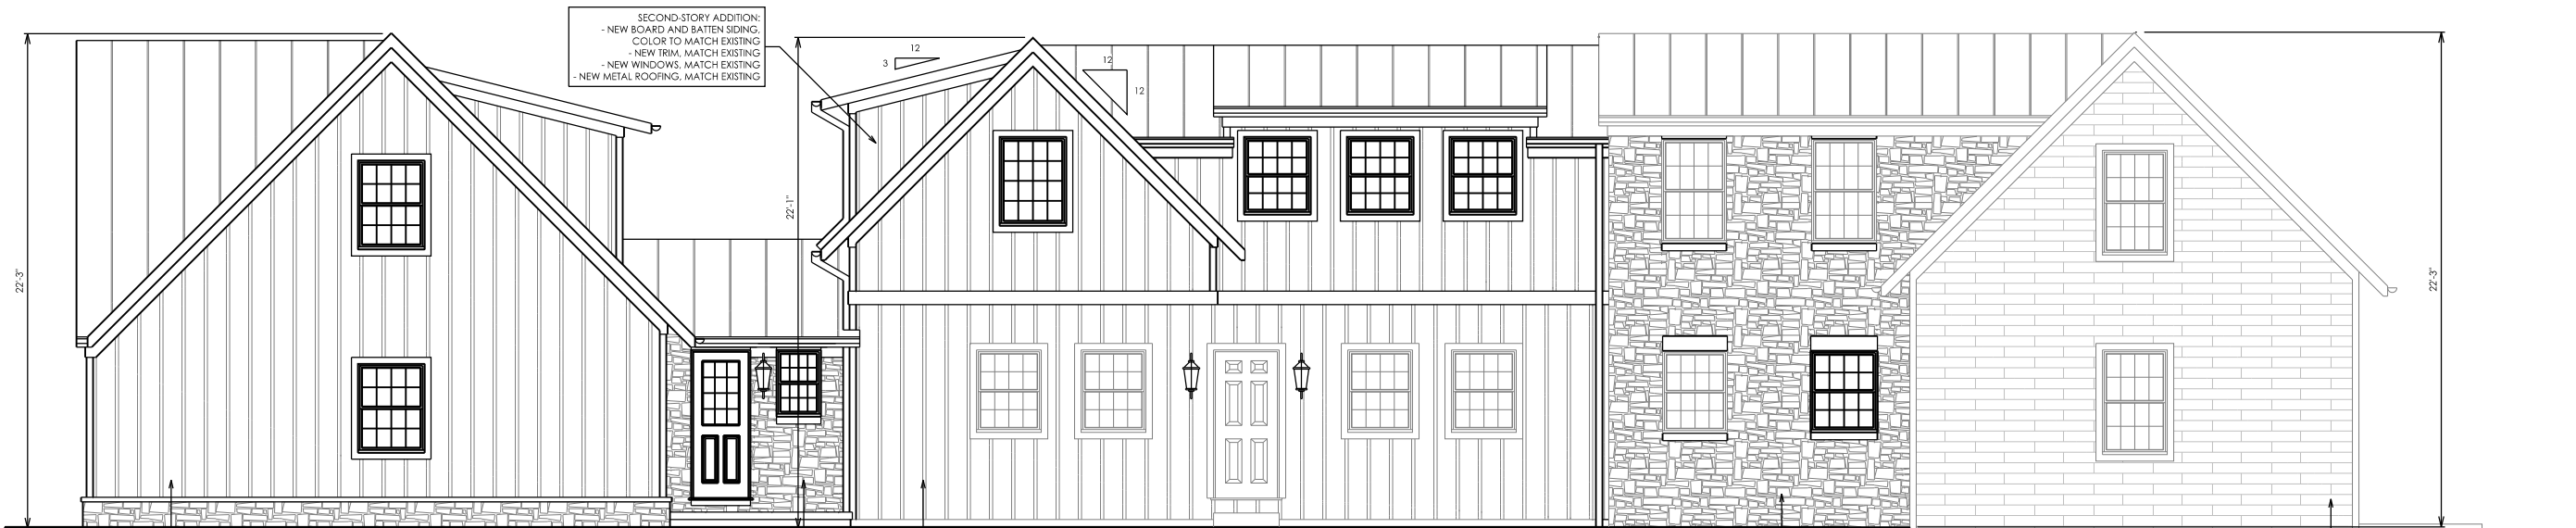 SECOND-STORY ADDITION:
- NEW BOARD AND BATTEN SIDING,
COLOR TO MATCH EXISTING
- NEW TRIM, MATCH EXISTING
- NEW WINDOWS, MATCH EXISTING
- NEW METAL ROOFING, MATCH EXISTING
12
3
12
12
22'-3"
22'-1"
22'-3"